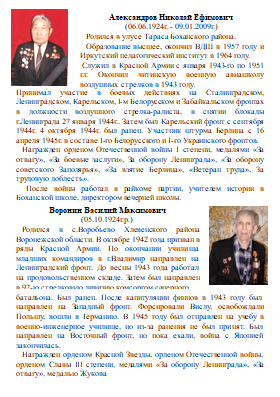 Александров Николай Ефимович
(06.06.1924г. - 09.01.2009г.)
Родился в улусе Тараса Боханского района.
Образование высшее, окончил ВДШ в 1957 году и
Иркутский педагогический институт в 1964 году.
Служил в Красной Армии с января 1943-го по 1951
г.г. Окончил читинскую военную авиашколу
воздушных стрелков в 1943 году.
Принимал участие в боевых действиях на Сталинградском,
Ленинградском, Карельском, I-м Белорусском и Забайкальском фронтах
в должности воздушного стрелка-радиста, в снятии блокады
г.Ленинграда 27 января 1944г. Затем был Карельский фронт с сентября
1944г. 4 октября 1944г. был ранен. Участник штурма Берлина с 16
апреля 1945г. в составе I-го Белорусского и I-го Украинского фронтов.
Награжден орденом Отечественной войны I степени, медалями «За
отвагу», «За боевые заслуги», За оборону Ленинграда», «За оборону
советского Заполярья», «За взятие Берлина», «Ветеран труда», За
трудовую доблесть».
После войны работал в райкоме партии, учителем истории в
Боханской школе, директором вечерней школы.
Воронин Василий Максимович
(05.10.1924г.р.)
Родился в с.Воробьево Хлевенского района
Воронежской области. В октябре 1942 года призван в
ряды Красной Армии. По окончании училища
младших командиров в г.Владимир направлен на
Ленинградский фронт. До весны 1943 года работал
на продовольственном складе. Затем был направлен
в 92-ю стрелковую дивизию комсоргом саперного
батальона. Был ранен. После капитуляции финнов в 1943 году был
направлен на Западный фронт. Форсировали Вислу, освобождали
Польшу, вошли в Германию. В 1945 году был отправлен на учебу в
военно-инженерное училище, но из-за ранения не был принят. Был
направлен на Восточный фронт, но пока ехали, война с Японией
закончилась.
Награжден орденом Красной Звезды, орденом Отечественной войны,
орденом Славы III степени, медалями «За оборону Ленинграда», «За
отвагу», медалью Жукова